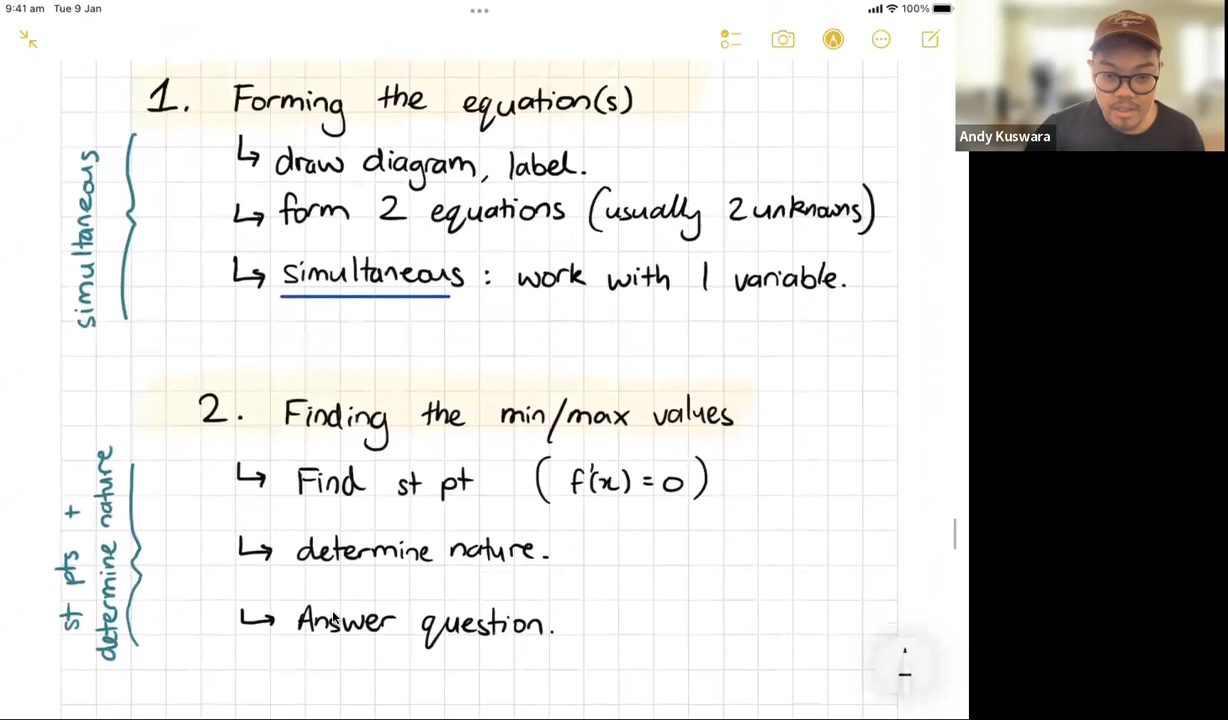 9:41 am Tue 9 Jan
100%
1. Forming the equation(s)
↳ draw diagram, label.
↳ form 2 equations (usually 2 unknowns)
↳ simultaneous : work with 1 variable.
simultaneous
2. Finding the min/max values
↳ Find st pt (f'(x) = 0)
↳ determine nature.
↳ Answer question.
st pts +
determine nature
Andy Kuswara